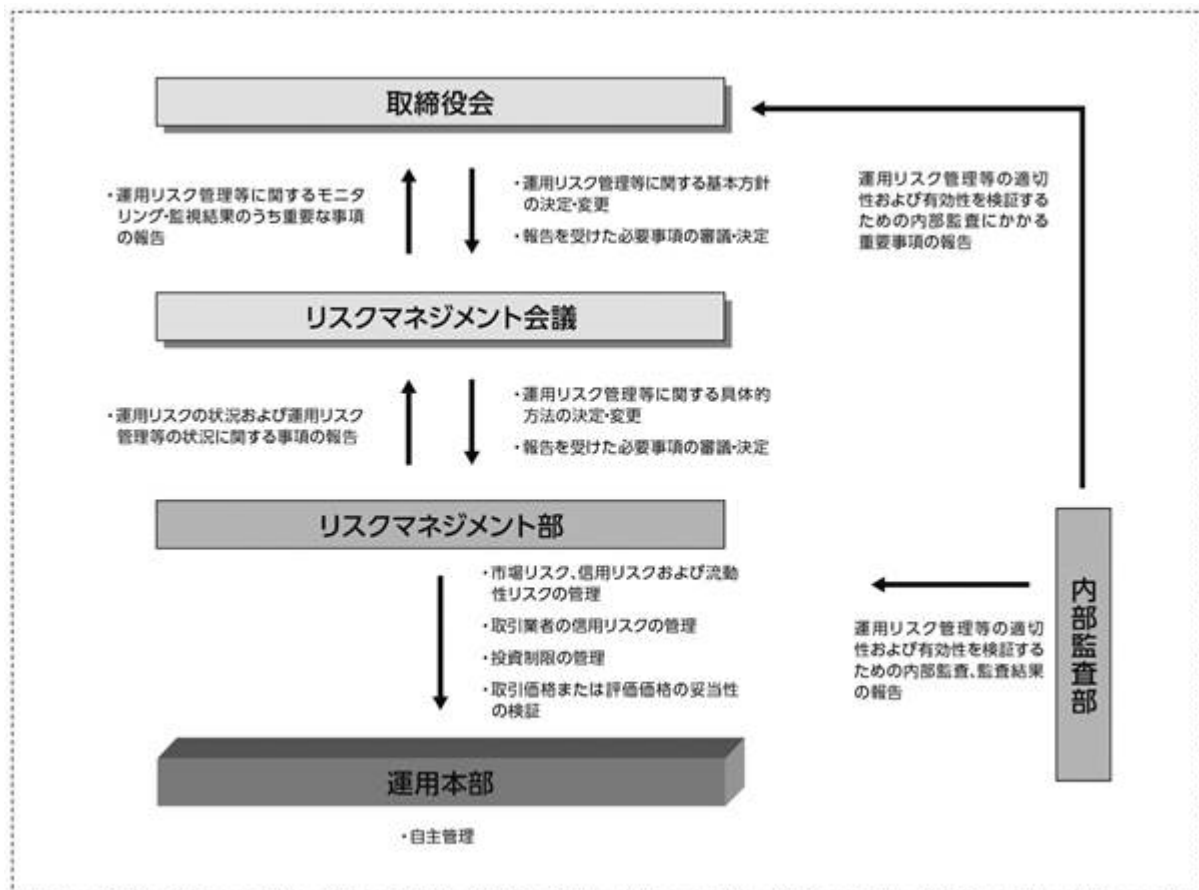 取締役会
・運用リスク管理等に関するモニタ
リング・監視結果のうち重要な事項
の報告
・運用リスク管理等に関する基本方針
の決定・変更
・報告を受けた必要事項の審議・決定
運用リスク管理等の適切
性および有効性を検証す
るための内部監査にかかる
重要事項の報告
リスクマネジメント会議
・運用リスクの状況および運用リスク
管理等の状況に関する事項の報告
・運用リスク管理等に関する具体的
方法の決定・変更
・報告を受けた必要事項の審議・決定
リスクマネジメント部
・市場リスク、信用リスクおよび流動
性リスクの管理
・取引業者の信用リスクの管理
・投資制限の管理
・取引価格または評価価格の妥当性
の検証
運用リスク管理等の適切
性および有効性を検証する
ための内部監査、監査結果
の報告
内部監査部
運用本部
・自主管理